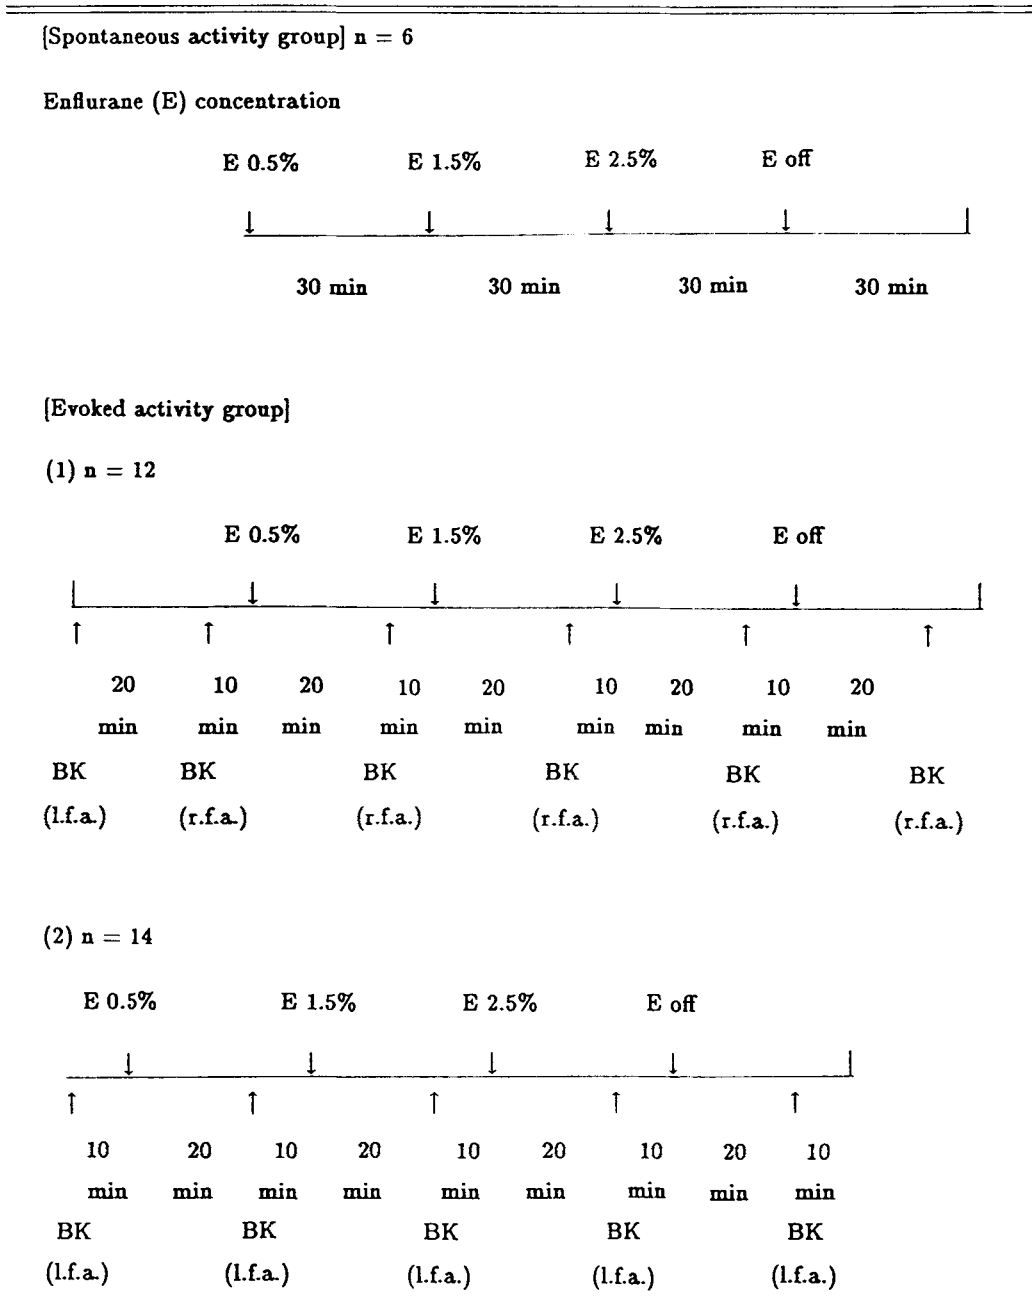 [Spontaneous activity group] n = 6
Enflurane (E) concentration
E 0.5% E 1.5% E 2.5% E off
30 min 30 min 30 min 30 min
[Evoked activity group]
(1) n = 12
E 0.5% E 1.5% E 2.5% E off
20 10 20 10 20 10 20 10 20
min min min min min min min min min
BK BK BK BK BK BK
(l.f.a.) (r.f.a.) (r.f.a.) (r.f.a.) (r.f.a.) (r.f.a.)
(2) n = 14
E 0.5% E 1.5% E 2.5% E off
10 20 10 20 10 20 10 20 10
min min min min min min min min min
BK BK BK BK BK
(l.f.a.) (l.f.a.) (l.f.a.) (l.f.a.) (l.f.a.)